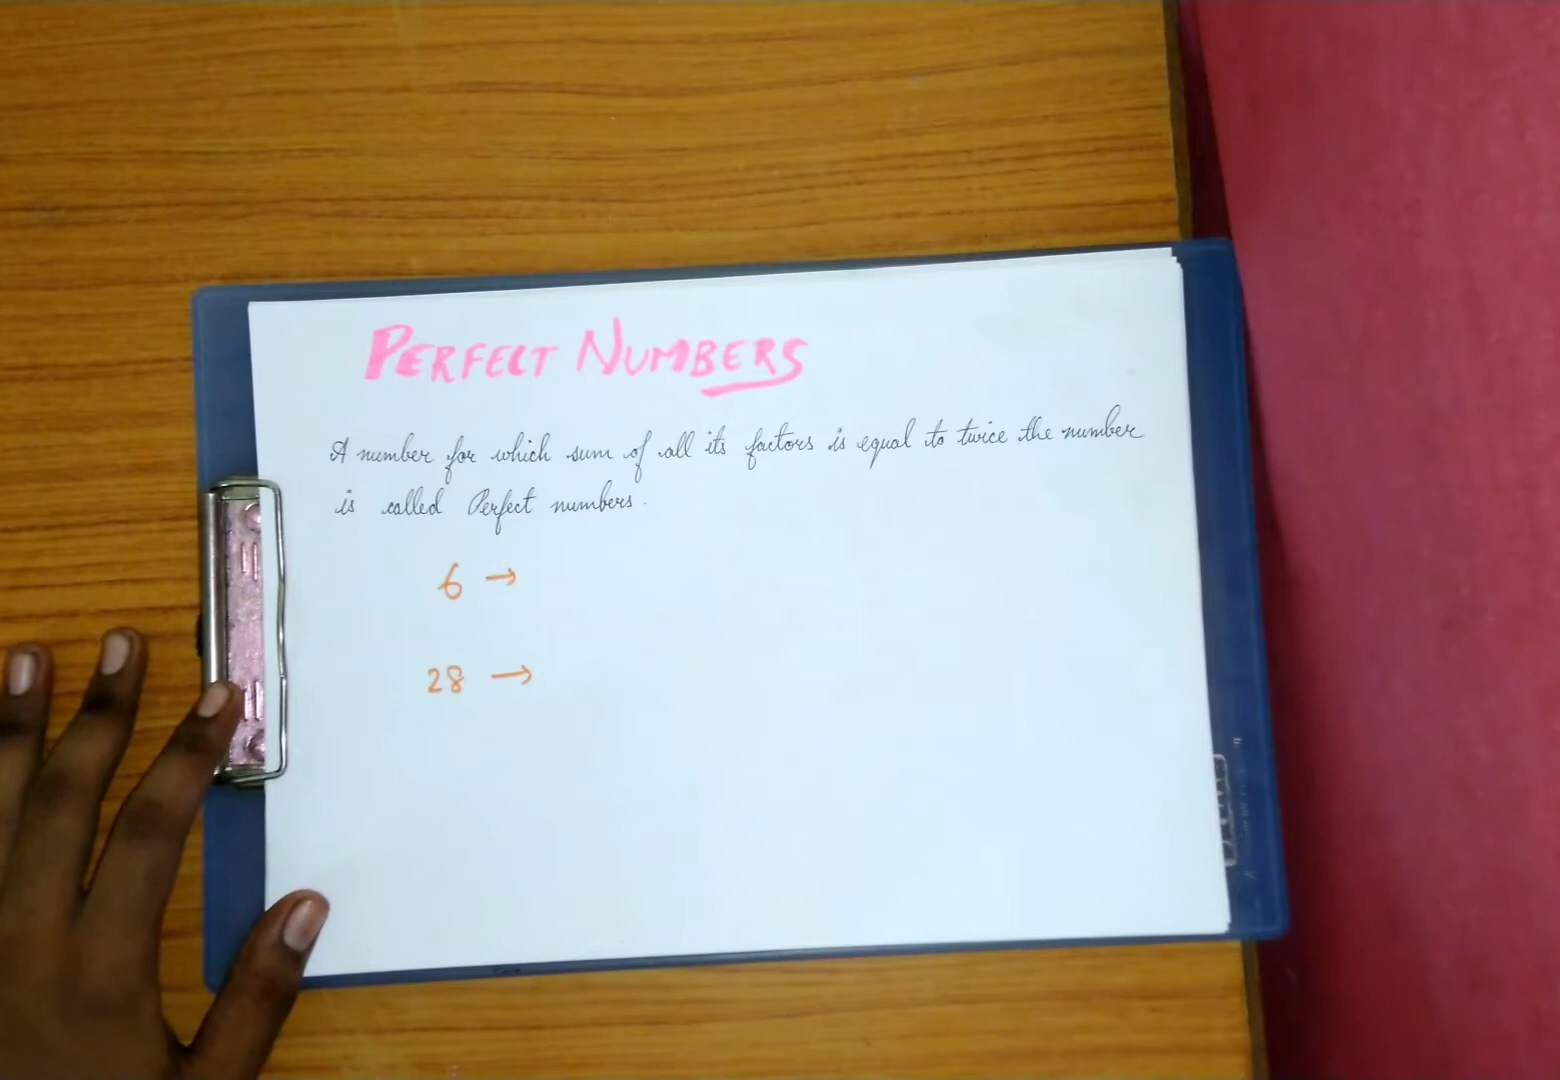 PERFECT NUMBERS
A number for which sum of all its factors is equal to twice the number
is called Perfect numbers.
6 →
28 →